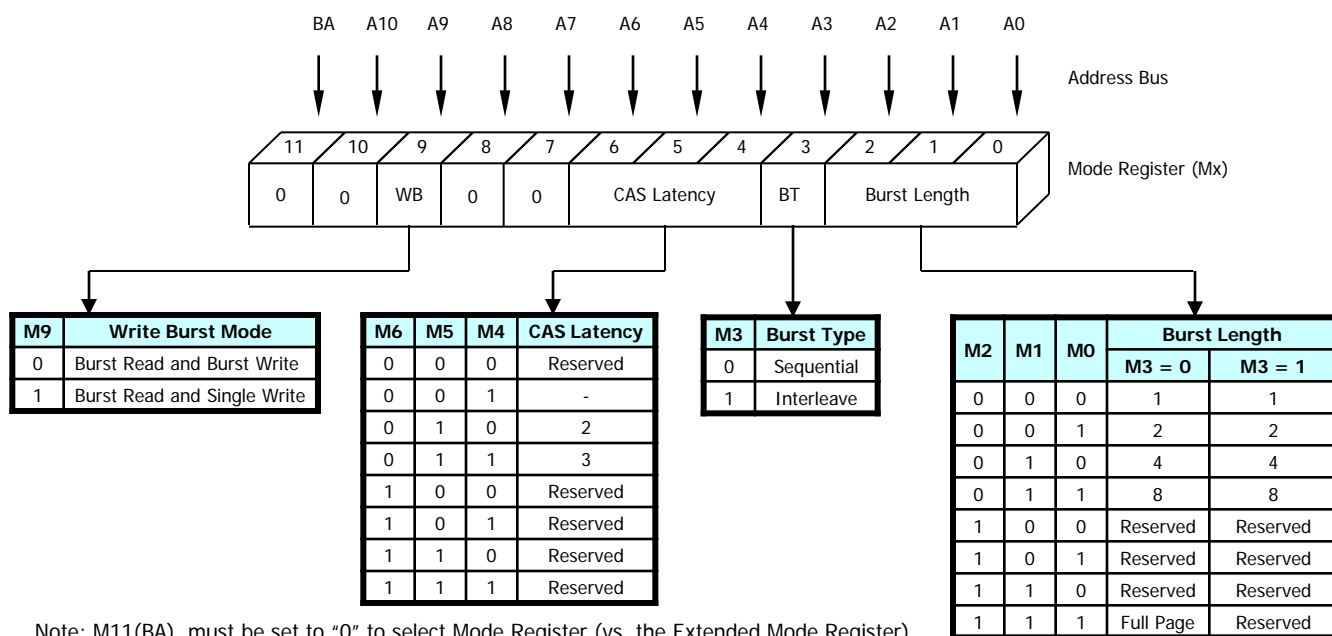 BA A10 A9 A8 A7 A6 A5 A4 A3 A2 A1 A0
Address Bus
11 10 9 8 7 6 5 4 3 2 1 0
Mode Register (Mx)
0 0 WB 0 0 CAS Latency BT Burst Length
M9 Write Burst Mode
0 Burst Read and Burst Write
1 Burst Read and Single Write
M6 M5 M4 CAS Latency
0 0 0 Reserved
0 0 1 -
0 1 0 2
0 1 1 3
1 0 0 Reserved
1 0 1 Reserved
1 1 0 Reserved
1 1 1 Reserved
M3 Burst Type
0 Sequential
1 Interleave
M2 M1 M0 Burst Length
M3 = 0 M3 = 1
0 0 0 1 1
0 0 1 2 2
0 1 0 4 4
0 1 1 8 8
1 0 0 Reserved Reserved
1 0 1 Reserved Reserved
1 1 0 Reserved Reserved
1 1 1 Full Page Reserved
Note: M11(BA) must be set to "0" to select Mode Register (vs. the Extended Mode Register)